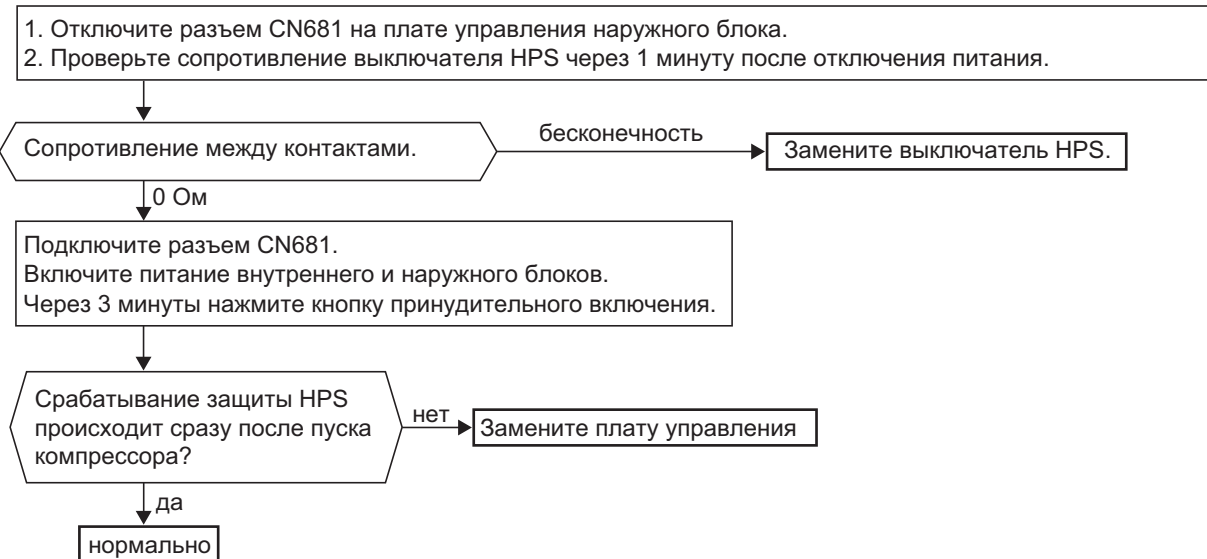 1. Отключите разъем CN681 на плате управления наружного блока.
2. Проверьте сопротивление выключателя HPS через 1 минуту после отключения питания.
Сопротивление между контактами.
бесконечность
Замените выключатель HPS.
0 Ом
Подключите разъем CN681.
Включите питание внутреннего и наружного блоков.
Через 3 минуты нажмите кнопку принудительного включения.
Срабатывание защиты HPS
происходит сразу после пуска
компрессора?
нет
Замените плату управления
да
нормально